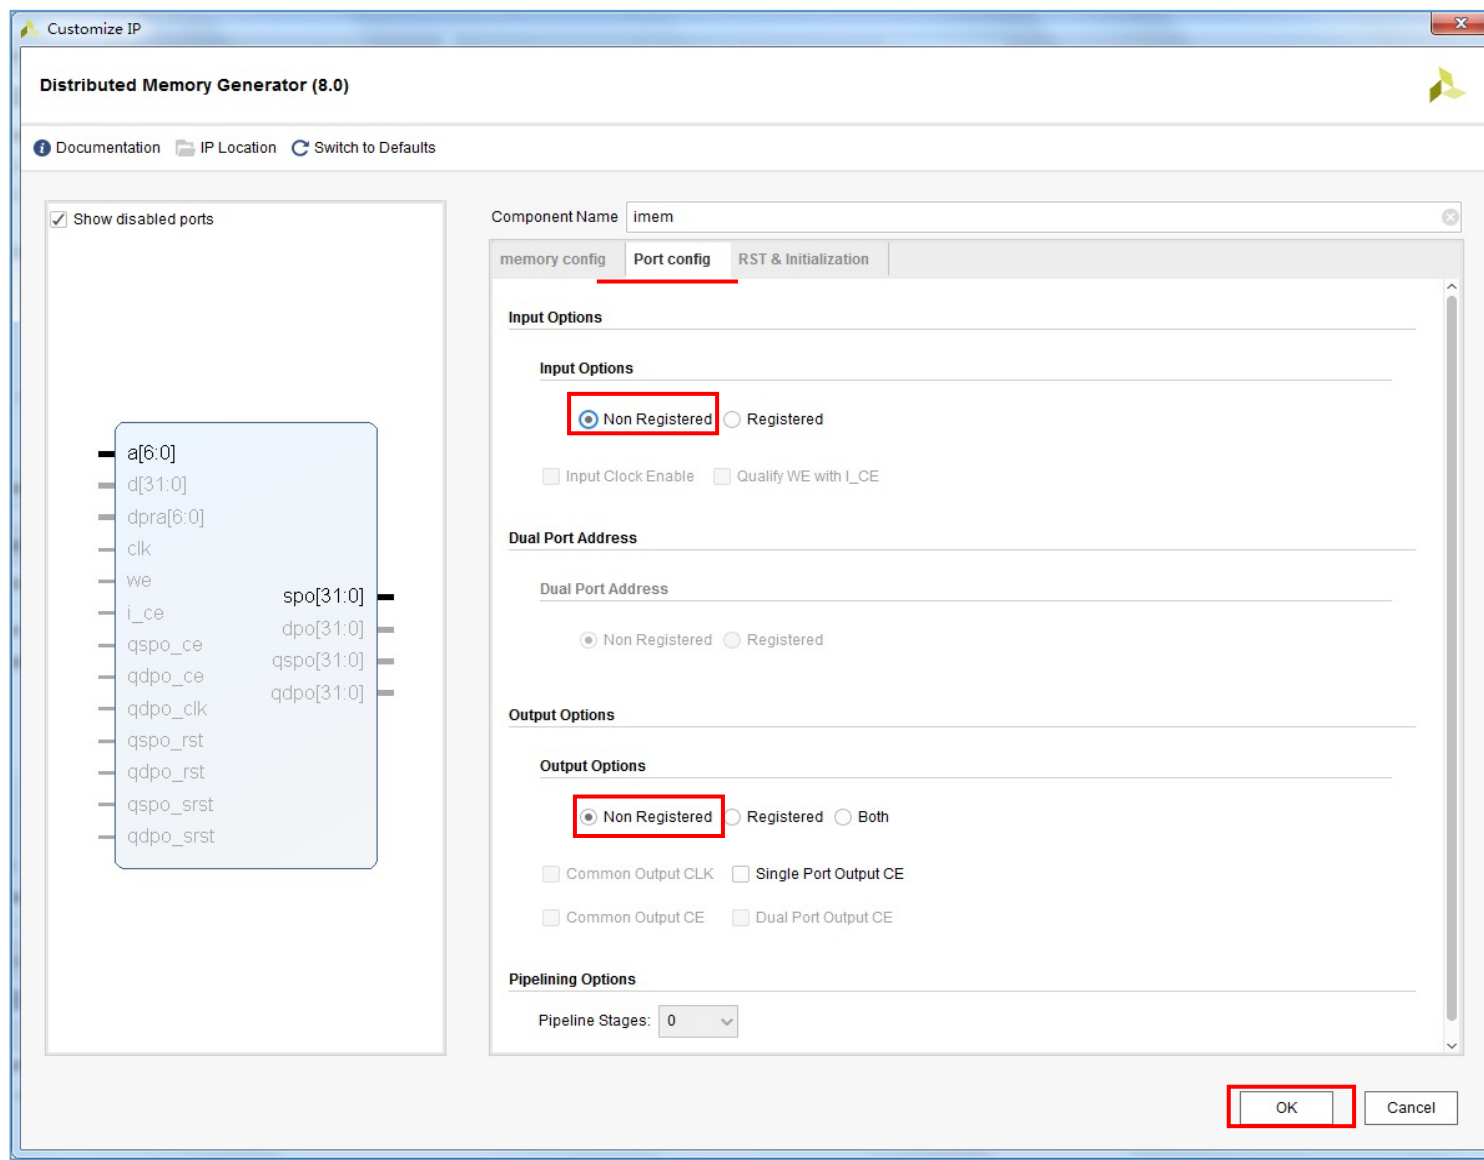 Customize IP
Distributed Memory Generator (8.0)
Documentation IP Location Switch to Defaults
Show disabled ports
a[6:0]
d[31:0]
dpra[6:0]
clk
we
i_ce
qspo_ce
qdpo_ce
qdpo_clk
qspo_rst
qdpo_rst
qspo_srst
qdpo_srst
spo[31:0]
dpo[31:0]
qspo[31:0]
qdpo[31:0]
Component Name imem
memory config Port config RST & Initialization
Input Options
Input Options
Non Registered Registered
Input Clock Enable Qualify WE with I_CE
Dual Port Address
Dual Port Address
Non Registered Registered
Output Options
Output Options
Non Registered Registered Both
Common Output CLK Single Port Output CE
Common Output CE Dual Port Output CE
Pipelining Options
Pipeline Stages: 0
OK Cancel